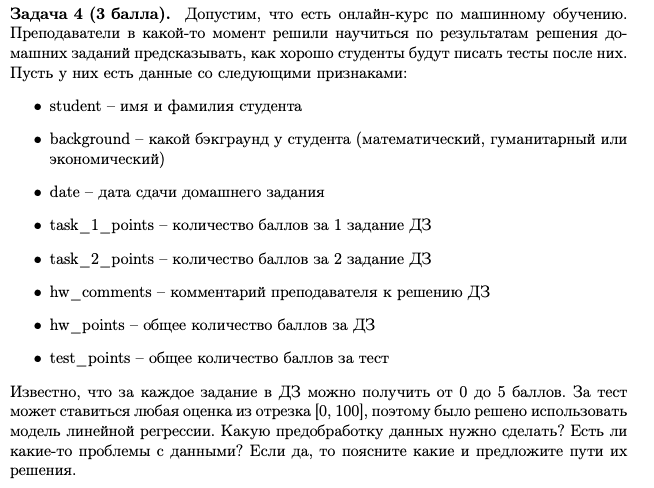 Задача 4 (3 балла). Допустим, что есть онлайн-курс по машинному обучению.
Преподаватели в какой-то момент решили научиться по результатам решения до-
машних заданий предсказывать, как хорошо студенты будут писать тесты после них.
Пусть у них есть данные со следующими признаками:
• student – имя и фамилия студента
• background – какой бэкграунд у студента (математический, гуманитарный или
экономический)
• date – дата сдачи домашнего задания
• task_1_points – количество баллов за 1 задание ДЗ
• task_2_points – количество баллов за 2 задание ДЗ
• hw_comments – комментарий преподавателя к решению ДЗ
• hw_points – общее количество баллов за ДЗ
• test_points – общее количество баллов за тест
Известно, что за каждое задание в ДЗ можно получить от 0 до 5 баллов. За тест
может ставиться любая оценка из отрезка [0, 100], поэтому было решено использовать
модель линейной регрессии. Какую предобработку данных нужно сделать? Есть ли
какие-то проблемы с данными? Если да, то поясните какие и предложите пути их
решения.